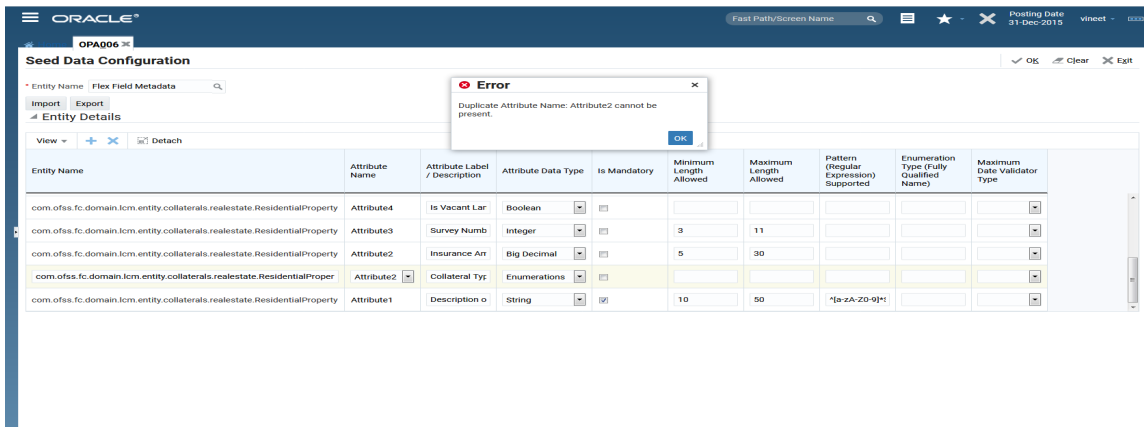 ORACLE®
Fast Path/Screen Name
Posting Date
31-Dec-2015
vineet
OPA006
Seed Data Configuration
OK Clear Exit
* Entity Name Flex Field Metadata
Import Export
Entity Details
Error
Duplicate Attribute Name: Attribute2 cannot be
present.
OK
View Detach
Entity Name Attribute Name Attribute Label / Description Attribute Data Type Is Mandatory Minimum Length Allowed Maximum Length Allowed Pattern (Regular Expression) Supported Enumeration Type (Fully Qualified Name) Maximum Date Validator Type
com.ofss.fc.domain.lcm.entity.collaterals.realestate.ResidentialProperty Attribute4 Is Vacant Lar Boolean
com.ofss.fc.domain.lcm.entity.collaterals.realestate.ResidentialProperty Attribute3 Survey Numb Integer 3 11
com.ofss.fc.domain.lcm.entity.collaterals.realestate.ResidentialProperty Attribute2 Insurance Am Big Decimal 5 30
com.ofss.fc.domain.lcm.entity.collaterals.realestate.ResidentialProper Attribute2 Collateral Typ Enumerations
com.ofss.fc.domain.lcm.entity.collaterals.realestate.ResidentialProperty Attribute1 Description o String 10 50 ^[a-zA-Z0-9]*$